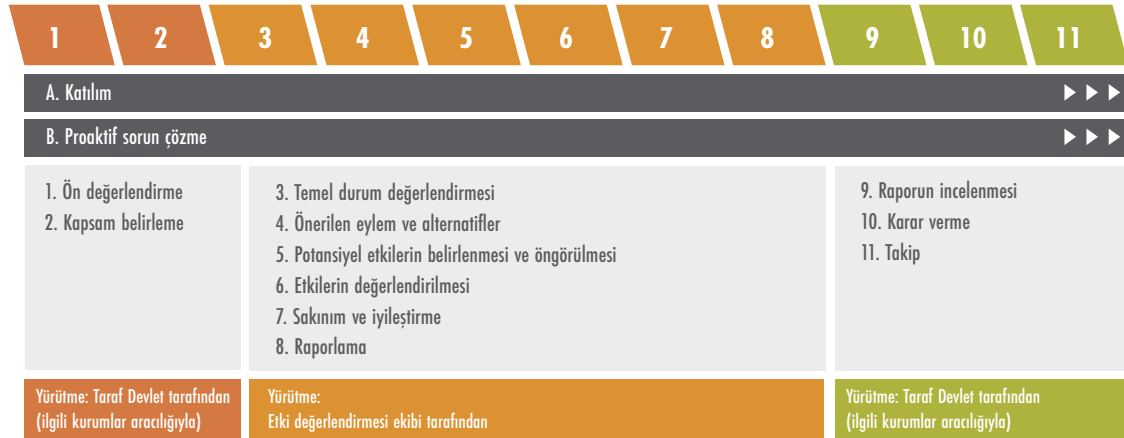 1 2 3 4 5 6 7 8 9 10 11
A. Katılım
B. Proaktif sorun çözme
1. Ön değerlendirme
2. Kapsam belirleme
3. Temel durum değerlendirmesi
4. Önerilen eylem ve alternatifler
5. Potansiyel etkilerin belirlenmesi ve öngörülmesi
6. Etkilerin değerlendirilmesi
7. Sakınım ve iyileştirme
8. Raporlama
9. Raporun incelenmesi
10. Karar verme
11. Takip
Yürütme: Taraf Devlet tarafından
(ilgili kurumlar aracılığıyla)
Yürütme:
Etki değerlendirmesi ekibi tarafından
Yürütme: Taraf Devlet tarafından
(ilgili kurumlar aracılığıyla)